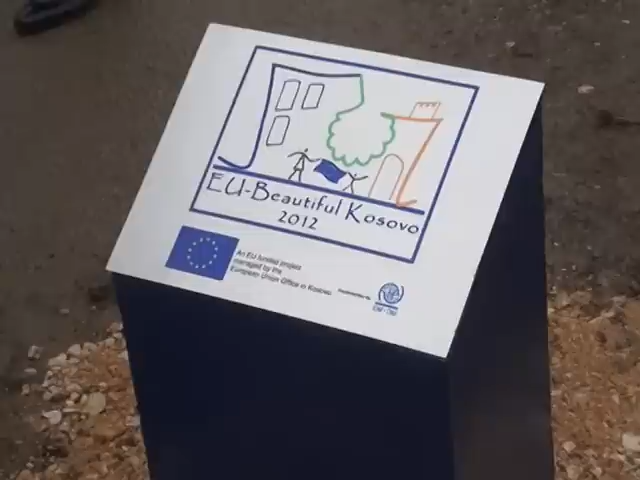 EU-Beautiful Kosovo
2012
An EU funded project
managed by the
European Union Office in Kosovo